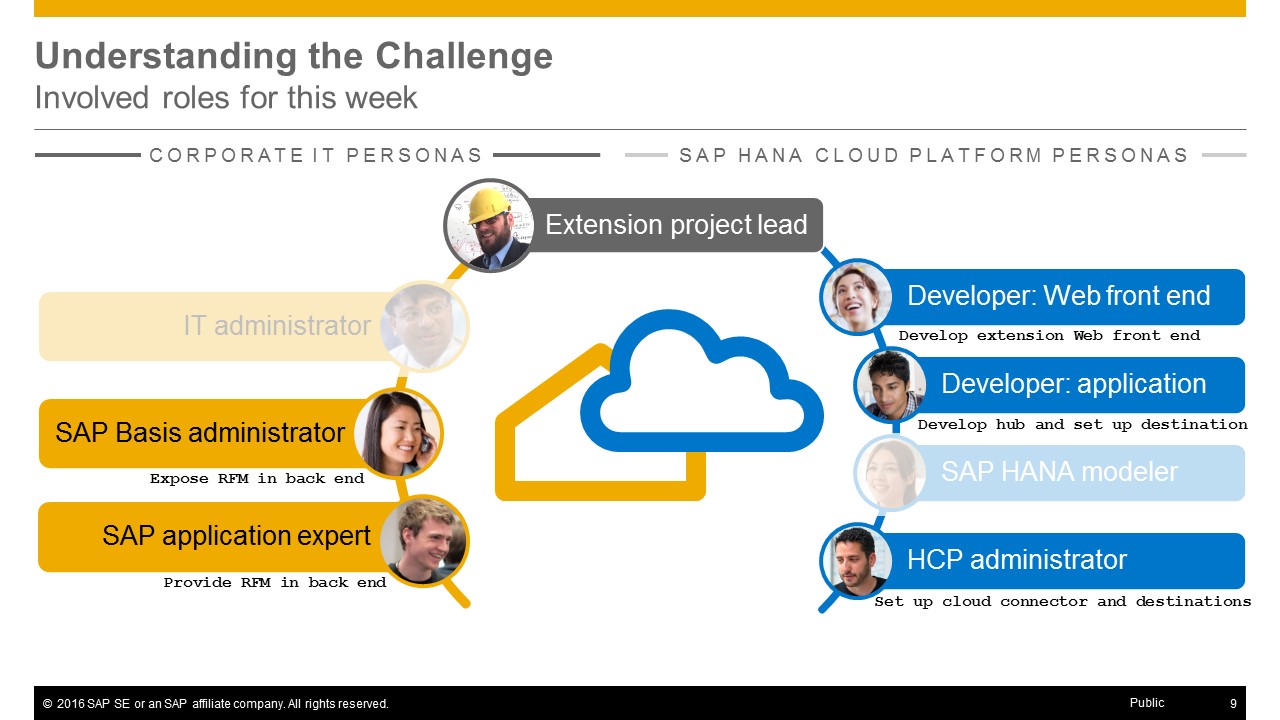 Understanding the Challenge
Involved roles for this week
CORPORATE IT PERSONAS
SAP HANA CLOUD PLATFORM PERSONAS
Extension project lead
IT administrator
SAP Basis administrator
Expose RFM in back end
SAP application expert
Provide RFM in back end
Developer: Web front end
Develop extension Web front end
Developer: application
Develop hub and set up destination
SAP HANA modeler
HCP administrator
Set up cloud connector and destinations
© 2016 SAP SE or an SAP affiliate company. All rights reserved.
Public
9